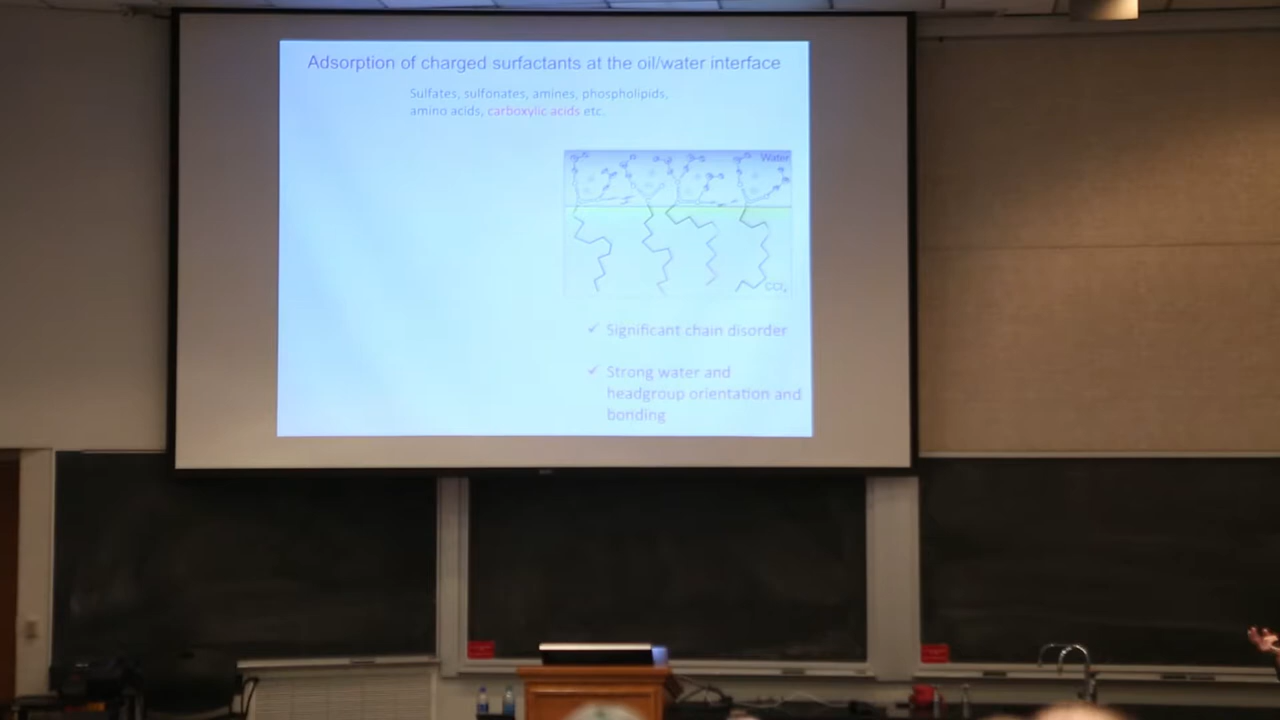 Adsorption of charged surfactants at the oil/water interface
Sulfates, sulfonates, amines, phospholipids,
amino acids, carboxylic acids etc.
Water
CCl₄
✓ Significant chain disorder
✓ Strong water and
headgroup orientation and
bonding